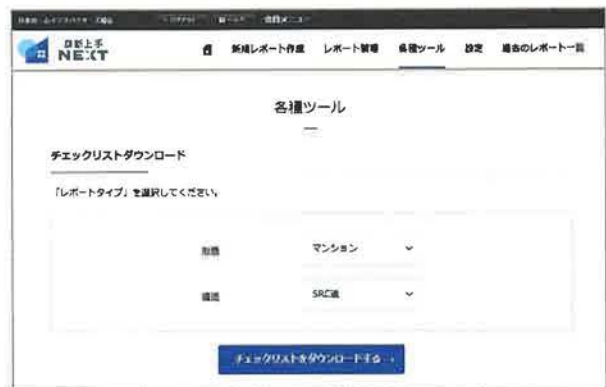 NEXT
新規レポート作成 レポート管理 各種ツール 設定 過去のレポート一覧
各種ツール
チェックリストダウンロード
「レポートタイプ」を選択してください。
形態 マンション
構造 SRC造
チェックリストをダウンロードする →